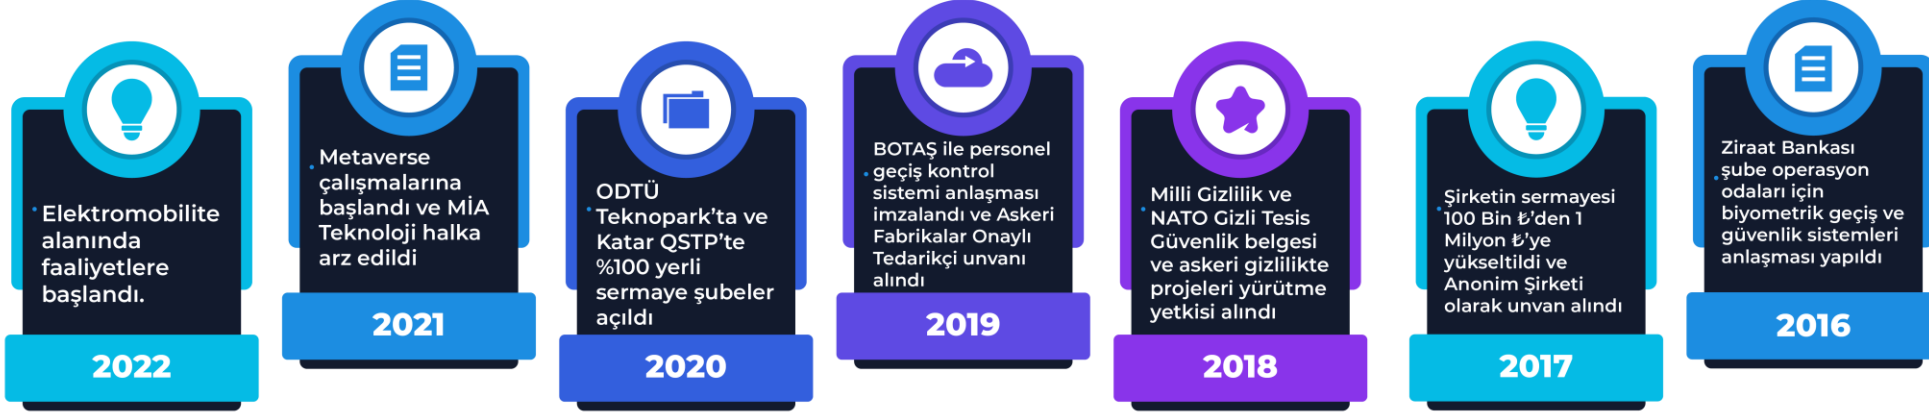 Elektromobilite
alanında
faaliyetlere
başlandı.
2022
Metaverse
çalışmalarına
başlandı ve MİA
Teknoloji halka
arz edildi
2021
ODTÜ
Teknopark'ta ve
Katar QSTP'te
%100 yerli
sermaye şubeler
açıldı
2020
BOTAŞ ile personel
geçiş kontrol
sistemi anlaşması
imzalandı ve Askeri
Fabrikalar Onaylı
Tedarikçi unvanı
alındı
2019
Milli Gizlilik ve
NATO Gizli Tesis
Güvenlik belgesi
ve askeri gizlilikte
projeleri yürütme
yetkisi alındı
2018
Şirketin sermayesi
100 Bin ₺'den 1
Milyon ₺'ye
yükseltildi ve
Anonim Şirketi
olarak unvan alındı
2017
Ziraat Bankası
şube operasyon
odaları için
biyometrik geçiş ve
güvenlik sistemleri
anlaşması yapıldı
2016